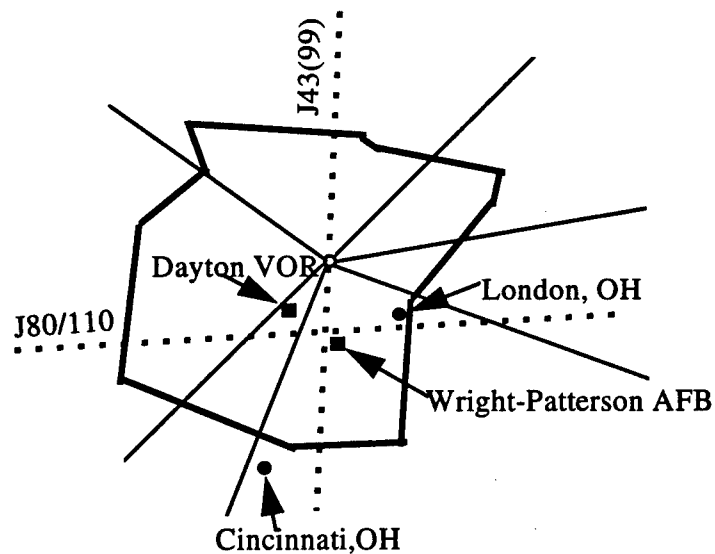 J43(99)
Dayton VOR
London, OH
J80/110
Wright-Patterson AFB
Cincinnati,OH